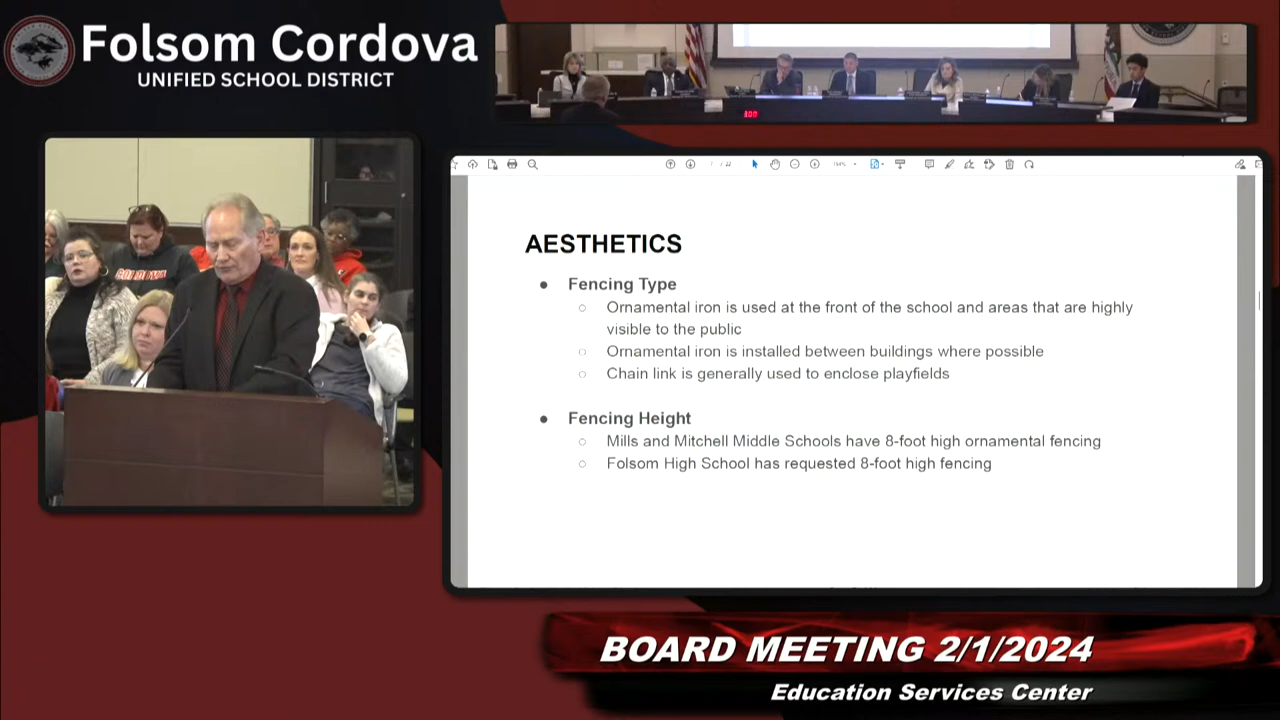 Folsom Cordova
UNIFIED SCHOOL DISTRICT
AESTHETICS
Fencing Type
Ornamental iron is used at the front of the school and areas that are highly
visible to the public
Ornamental iron is installed between buildings where possible
Chain link is generally used to enclose playfields
Fencing Height
Mills and Mitchell Middle Schools have 8-foot high ornamental fencing
Folsom High School has requested 8-foot high fencing
CORDOVA
BOARD MEETING 2/1/2024
Education Services Center